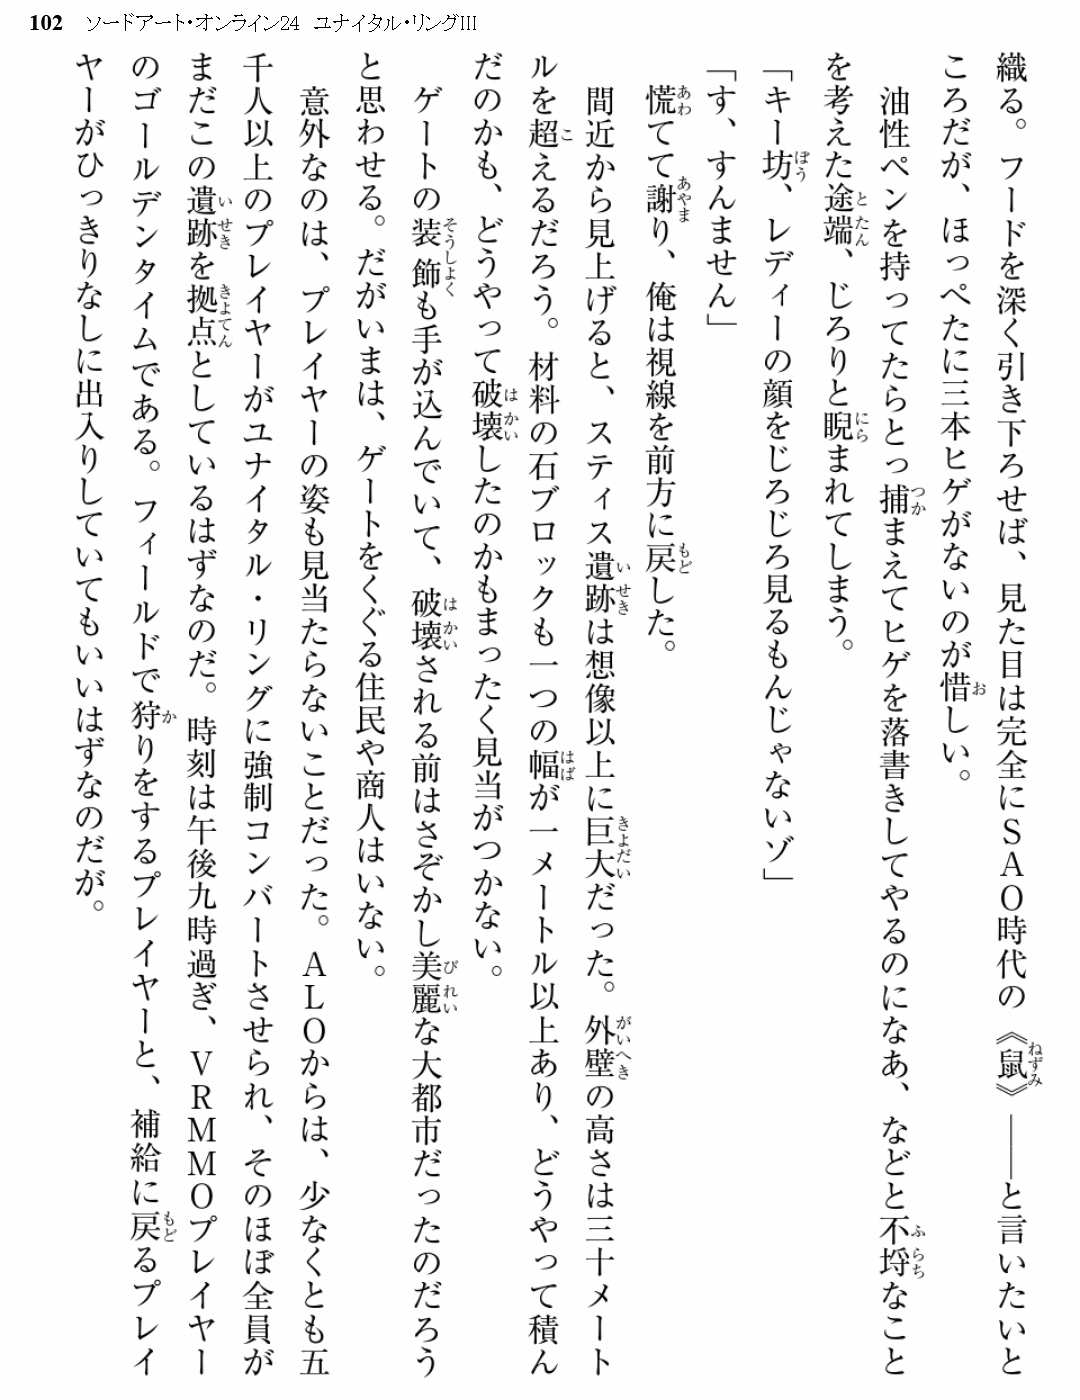 102 ソードアート・オンライン24 ユナイタル・リングⅢ
織る。フードを深く引き下ろせば、見た目は完全にSAO時代の《鼠》――と言いたいと
ころだが、ほっぺたに三本ヒゲがないのが惜しい。
油性ペンを持ってたらとっ捕まえてヒゲを落書きしてやるのになあ、などと不埒なこと
を考えた途端、じろりと睨まれてしまう。
「キー坊、レディーの顔をじろじろ見るもんじゃないゾ」
「す、すんません」
慌てて謝り、俺は視線を前方に戻した。
間近から見上げると、スティス遺跡は想像以上に巨大だった。外壁の高さは三十メート
ルを超えるだろう。材料の石ブロックも一つの幅が一メートル以上あり、どうやって積ん
だのかも、どうやって破壊したのかもまったく見当がつかない。
ゲートの装飾も手が込んでいて、破壊される前はさぞかし美麗な大都市だったのだろう
と思わせる。だがいまは、ゲートをくぐる住民や商人はいない。
意外なのは、プレイヤーの姿も見当たらないことだった。ALOからは、少なくとも五
千人以上のプレイヤーがユナイタル・リングに強制コンバートさせられ、そのほぼ全員が
まだこの遺跡を拠点としているはずなのだ。時刻は午後九時過ぎ、VRMMOプレイヤー
のゴールデンタイムである。フィールドで狩りをするプレイヤーと、補給に戻るプレイ
ヤーがひっきりなしに出入りしていてもいいはずなのだが。